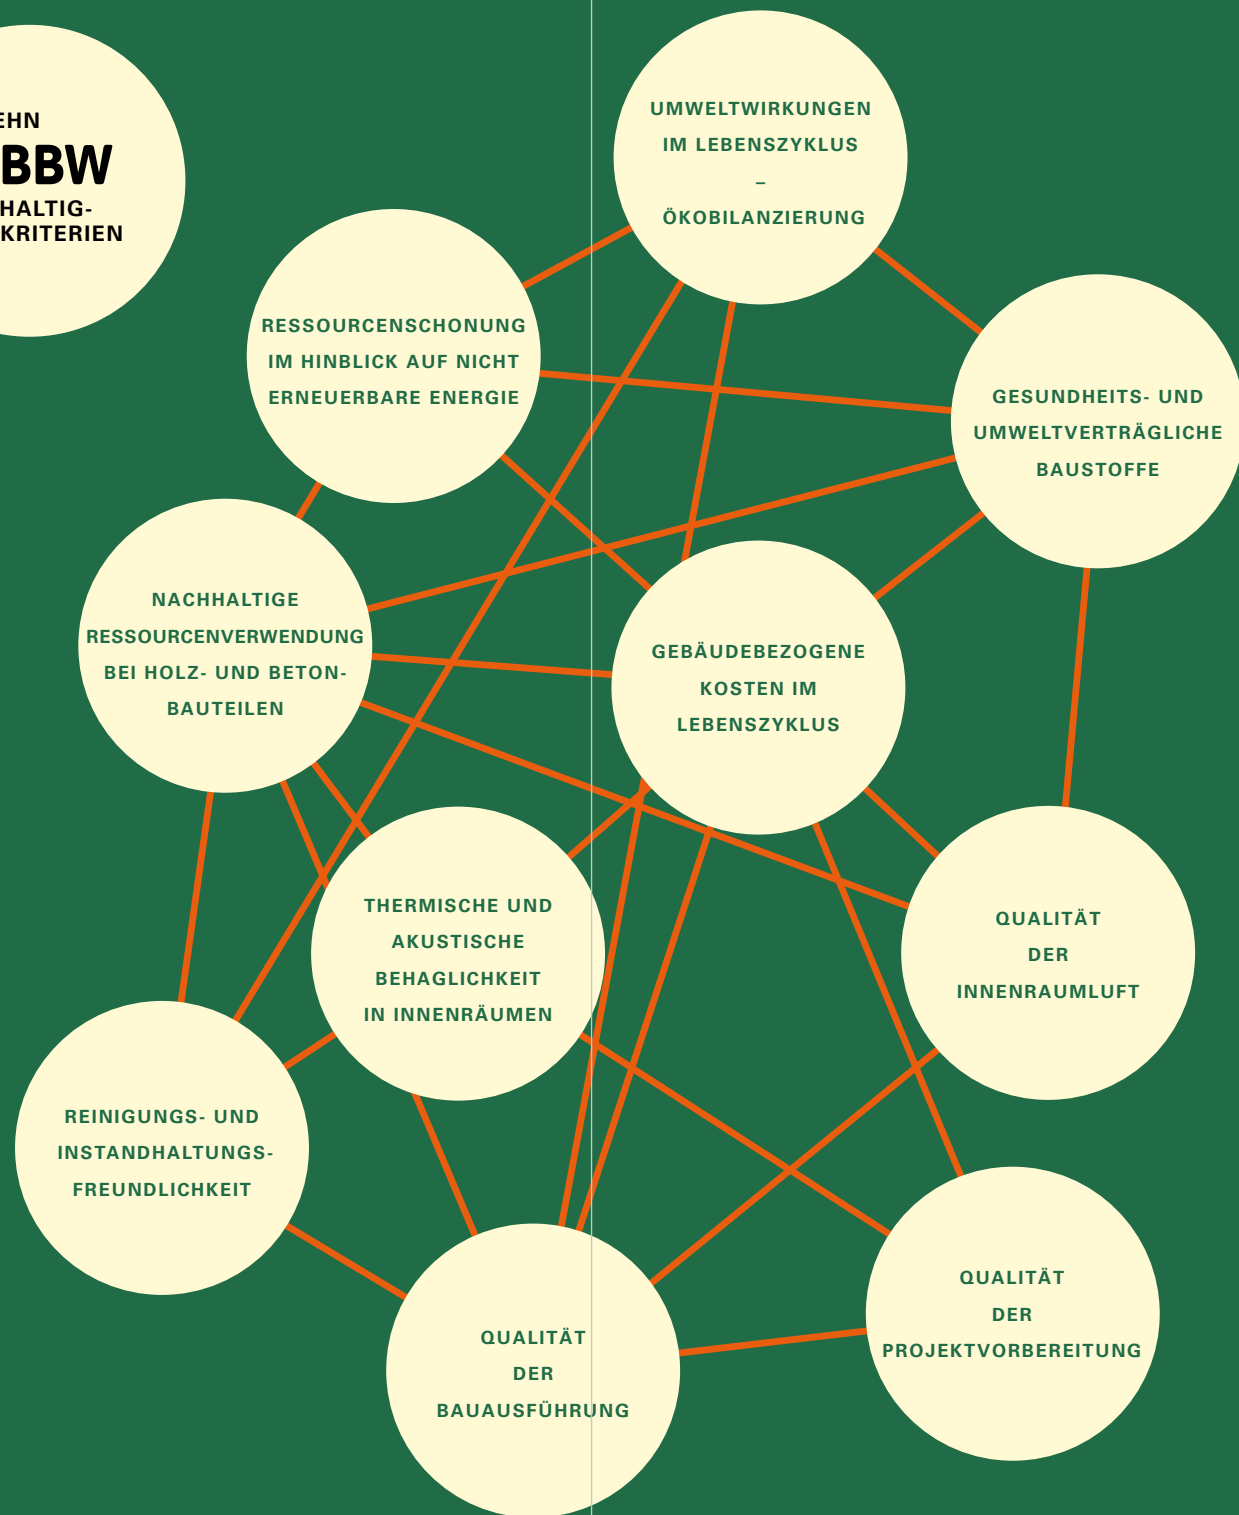 EHN
BBW
HALTIG-
KRITERIEN
UMWELTWIRKUNGEN
IM LEBENSZYKLUS
–
ÖKOBILANZIERUNG
RESSOURCENSCHONUNG
IM HINBLICK AUF NICHT
ERNEUERBARE ENERGIE
GESUNDHEITS- UND
UMWELTVERTRÄGLICHE
BAUSTOFFE
NACHHALTIGE
RESSOURCENVERWENDUNG
BEI HOLZ- UND BETON-
BAUTEILEN
GEBÄUDEBEZOGENE
KOSTEN IM
LEBENSZYKLUS
THERMISCHE UND
AKUSTISCHE
BEHAGLICHKEIT
IN INNENRÄUMEN
QUALITÄT
DER
INNENRAUMLUFT
REINIGUNGS- UND
INSTANDHALTUNGS-
FREUNDLICHKEIT
QUALITÄT
DER
BAUAUSFÜHRUNG
QUALITÄT
DER
PROJEKTVORBEREITUNG